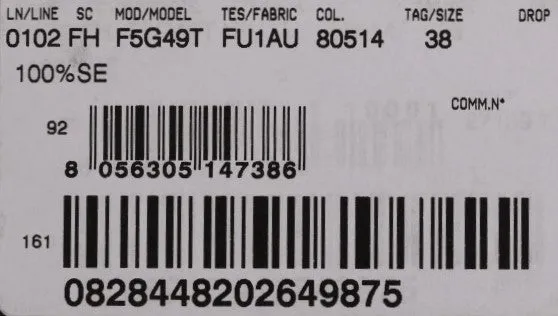 LN/LINE SC MOD/MODEL TES/FABRIC COL. TAG/SIZE DROP
0102 FH F5G49T FU1AU 80514 38
100%SE
COMM.N°
92
8 056305 147386
161
0828448202649875